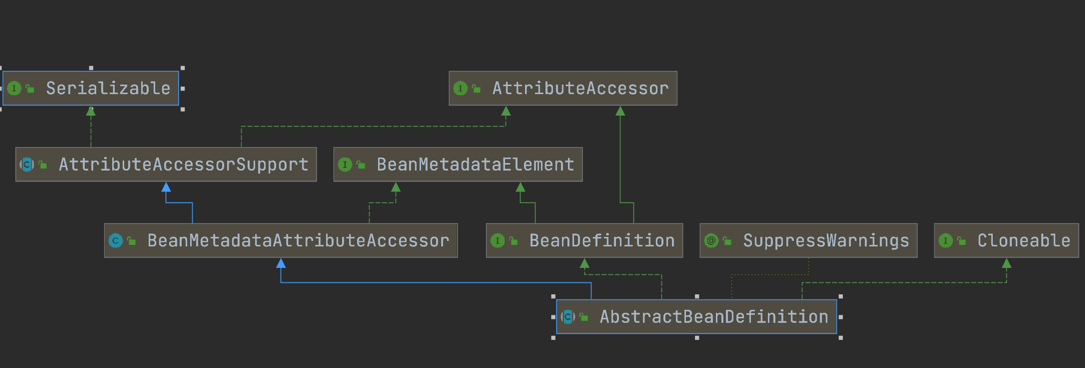 Serializable
AttributeAccessor
AttributeAccessorSupport
BeanMetadataElement
BeanMetadataAttributeAccessor
BeanDefinition
SuppressWarnings
Cloneable
AbstractBeanDefinition